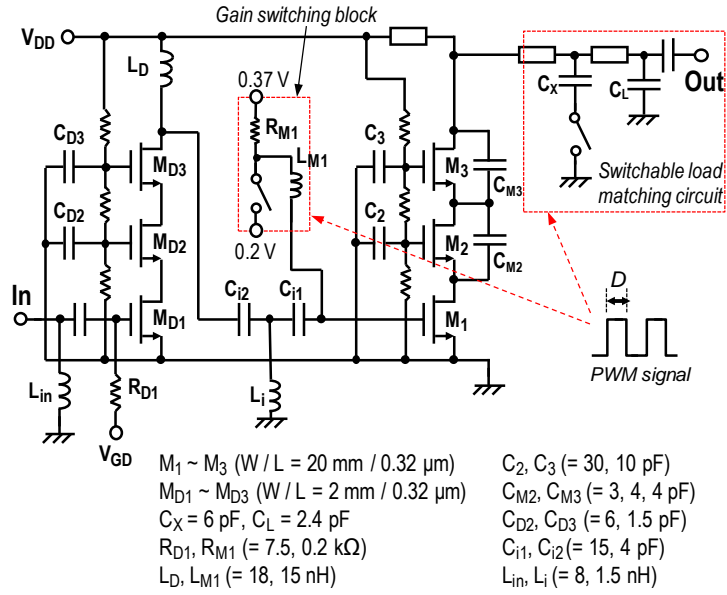 Gain switching block
V_DD
L_D
0.37 V
R_M1
L_M1
0.2 V
C_D3
M_D3
C_D2
M_D2
In
M_D1
L_in
R_D1
V_GD
C_i2
C_i1
L_i
C_3
M_3
C_M3
C_2
M_2
C_M2
M_1
C_X
C_L
Out
Switchable load
matching circuit
D
PWM signal
M_1 ~ M_3 (W / L = 20 mm / 0.32 µm)
M_D1 ~ M_D3 (W / L = 2 mm / 0.32 µm)
C_X = 6 pF, C_L = 2.4 pF
R_D1, R_M1 (= 7.5, 0.2 kΩ)
L_D, L_M1 (= 18, 15 nH)
C_2, C_3 (= 30, 10 pF)
C_M2, C_M3 (= 3, 4, 4 pF)
C_D2, C_D3 (= 6, 1.5 pF)
C_i1, C_i2 (= 15, 4 pF)
L_in, L_i (= 8, 1.5 nH)